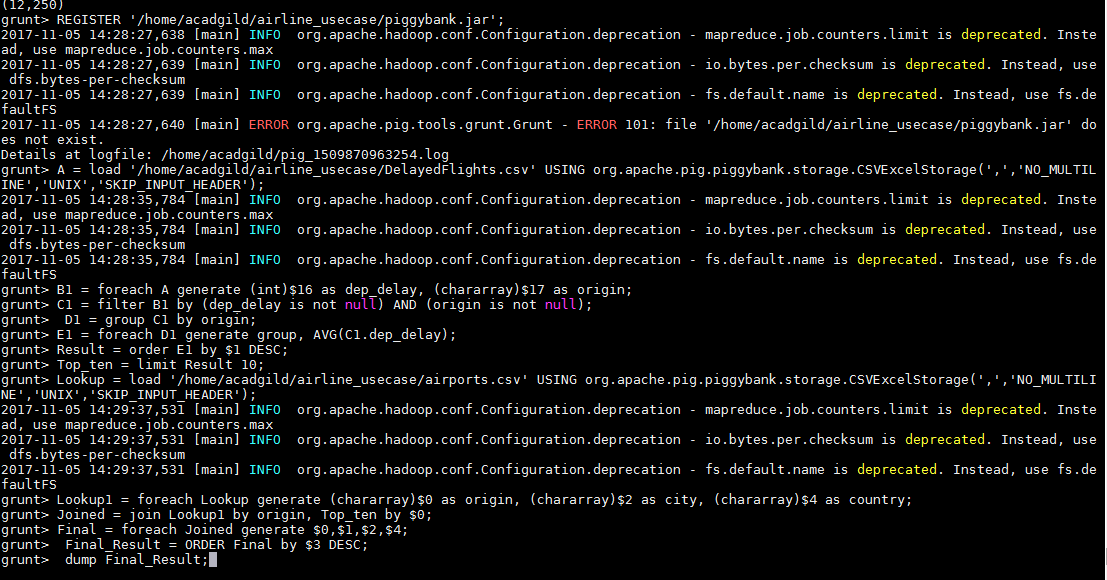 (12,250)
grunt> REGISTER '/home/acadgild/airline_usecase/piggybank.jar';
2017-11-05 14:28:27,638 [main] INFO  org.apache.hadoop.conf.Configuration.deprecation - mapreduce.job.counters.limit is deprecated. Inste
ad, use mapreduce.job.counters.max
2017-11-05 14:28:27,639 [main] INFO  org.apache.hadoop.conf.Configuration.deprecation - io.bytes.per.checksum is deprecated. Instead, use
 dfs.bytes-per-checksum
2017-11-05 14:28:27,639 [main] INFO  org.apache.hadoop.conf.Configuration.deprecation - fs.default.name is deprecated. Instead, use fs.de
faultFS
2017-11-05 14:28:27,640 [main] ERROR org.apache.pig.tools.grunt.Grunt - ERROR 101: file '/home/acadgild/airline_usecase/piggybank.jar' do
es not exist.
Details at logfile: /home/acadgild/pig_1509870963254.log
grunt> A = load '/home/acadgild/airline_usecase/DelayedFlights.csv' USING org.apache.pig.piggybank.storage.CSVExcelStorage(',','NO_MULTIL
INE','UNIX','SKIP_INPUT_HEADER');
2017-11-05 14:28:35,784 [main] INFO  org.apache.hadoop.conf.Configuration.deprecation - mapreduce.job.counters.limit is deprecated. Inste
ad, use mapreduce.job.counters.max
2017-11-05 14:28:35,784 [main] INFO  org.apache.hadoop.conf.Configuration.deprecation - io.bytes.per.checksum is deprecated. Instead, use
 dfs.bytes-per-checksum
2017-11-05 14:28:35,784 [main] INFO  org.apache.hadoop.conf.Configuration.deprecation - fs.default.name is deprecated. Instead, use fs.de
faultFS
grunt> B1 = foreach A generate (int)$16 as dep_delay, (chararray)$17 as origin;
grunt> C1 = filter B1 by (dep_delay is not null) AND (origin is not null);
grunt>  D1 = group C1 by origin;
grunt> E1 = foreach D1 generate group, AVG(C1.dep_delay);
grunt> Result = order E1 by $1 DESC;
grunt> Top_ten = limit Result 10;
grunt> Lookup = load '/home/acadgild/airline_usecase/airports.csv' USING org.apache.pig.piggybank.storage.CSVExcelStorage(',','NO_MULTILI
NE','UNIX','SKIP_INPUT_HEADER');
2017-11-05 14:29:37,531 [main] INFO  org.apache.hadoop.conf.Configuration.deprecation - mapreduce.job.counters.limit is deprecated. Inste
ad, use mapreduce.job.counters.max
2017-11-05 14:29:37,531 [main] INFO  org.apache.hadoop.conf.Configuration.deprecation - io.bytes.per.checksum is deprecated. Instead, use
 dfs.bytes-per-checksum
2017-11-05 14:29:37,531 [main] INFO  org.apache.hadoop.conf.Configuration.deprecation - fs.default.name is deprecated. Instead, use fs.de
faultFS
grunt> Lookup1 = foreach Lookup generate (chararray)$0 as origin, (chararray)$2 as city, (chararray)$4 as country;
grunt> Joined = join Lookup1 by origin, Top_ten by $0;
grunt> Final = foreach Joined generate $0,$1,$2,$4;
grunt>  Final_Result = ORDER Final by $3 DESC;
grunt>  dump Final_Result;